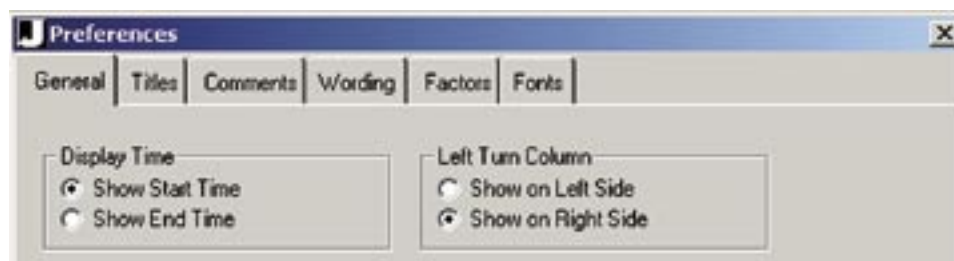 Preferences
General Titles Comments Wording Factors Fonts
Display Time
Show Start Time
Show End Time
Left Turn Column
Show on Left Side
Show on Right Side